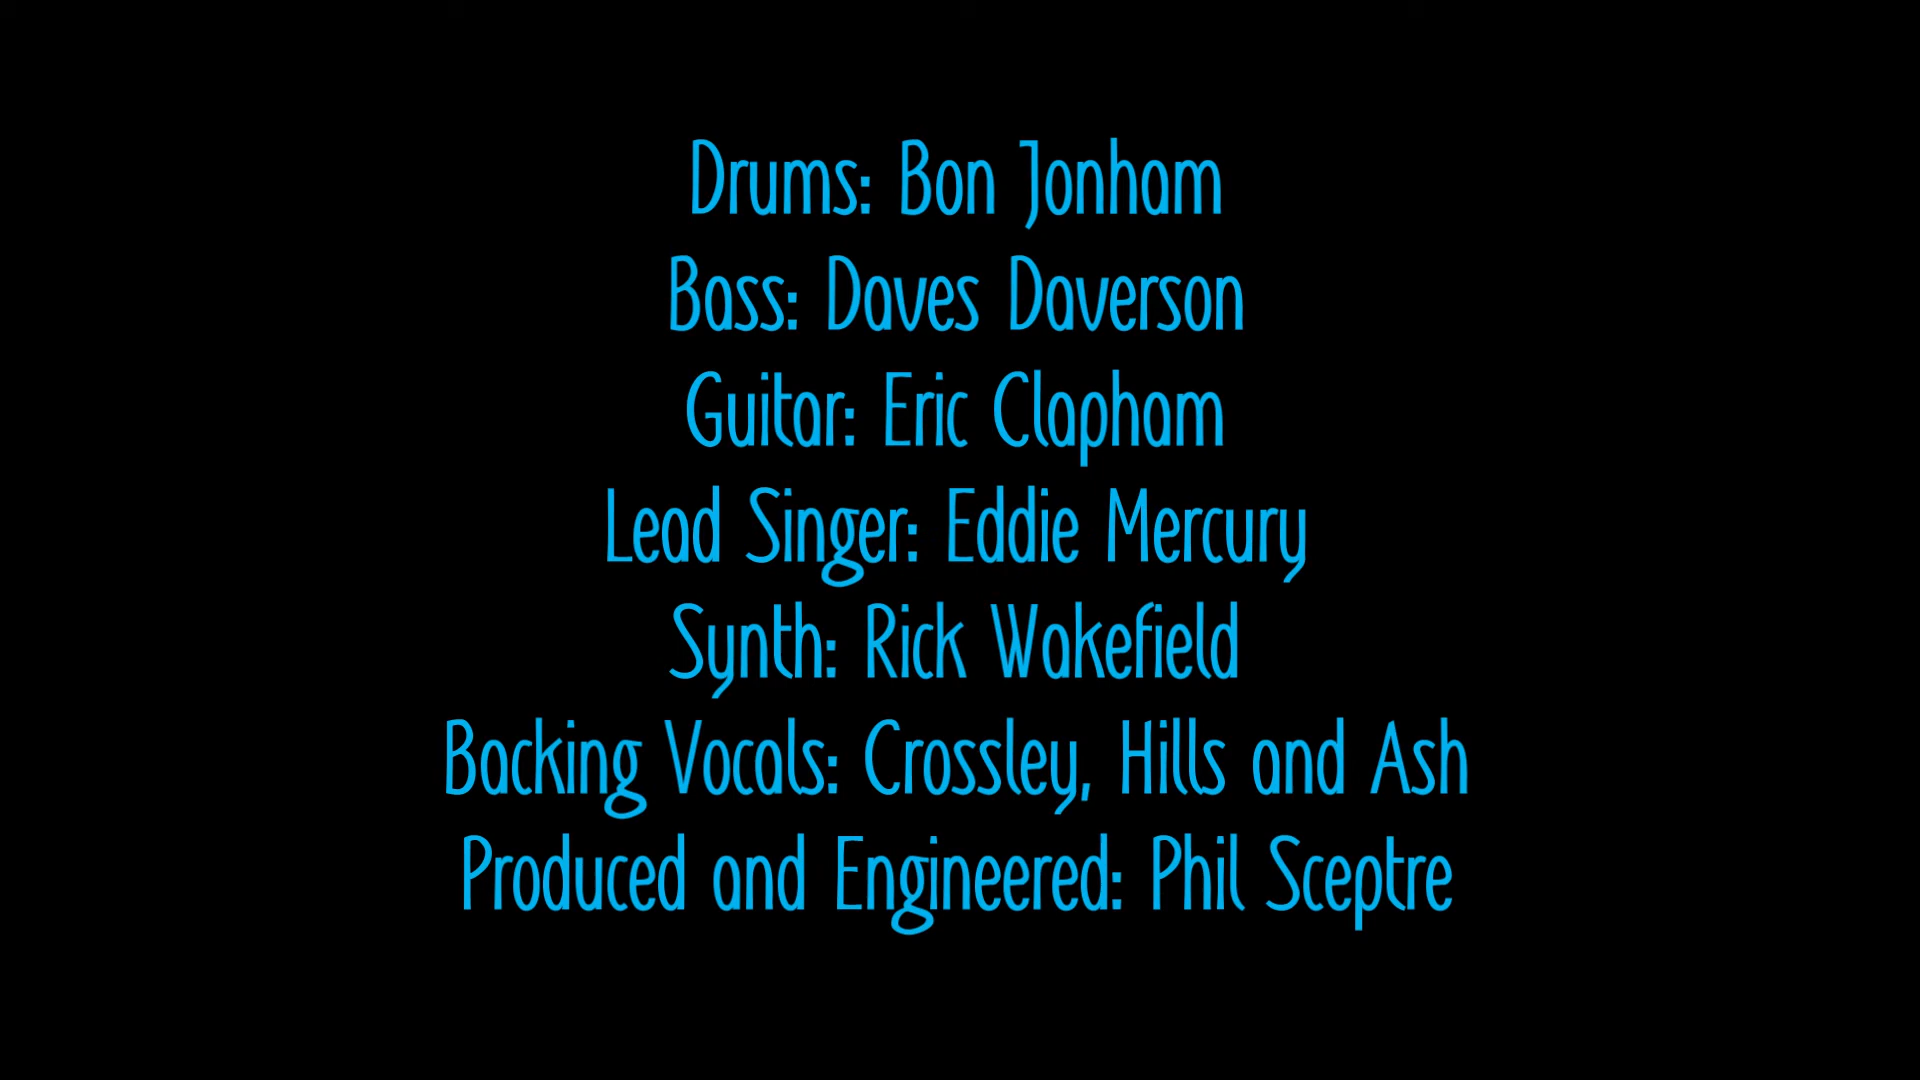 Drums: Bon Jonham
Bass: Daves Daverson
Guitar: Eric Clapham
Lead Singer: Eddie Mercury
Synth: Rick Wakefield
Backing Vocals: Crossley, Hills and Ash
Produced and Engineered: Phil Sceptre